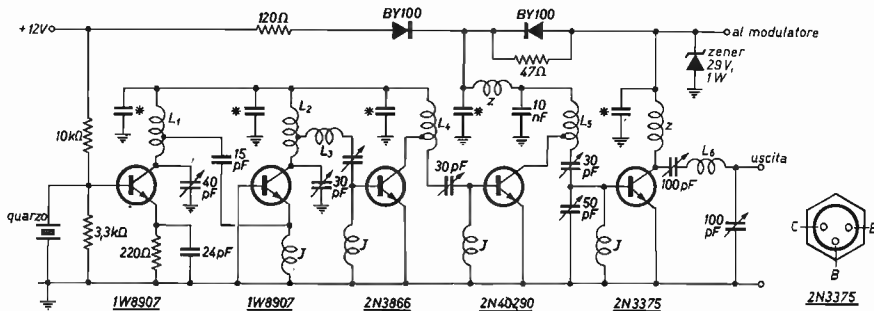 120Ω
BY100
BY100
+12V
al modulatore
47Ω
zener
29V,
1W
L1
L2
L3
*
*
*
z
*
10
nF
L4
L5
*
z
L6
10kΩ
15
pF
40
pF
30
pF
30pF
30
pF
50
pF
100pF
uscita
100
pF
quarzo
3,3kΩ
220Ω
24pF
J
J
J
J
C
E
B
1W8907
1W8907
2N3866
2N40290
2N3375
2N3375